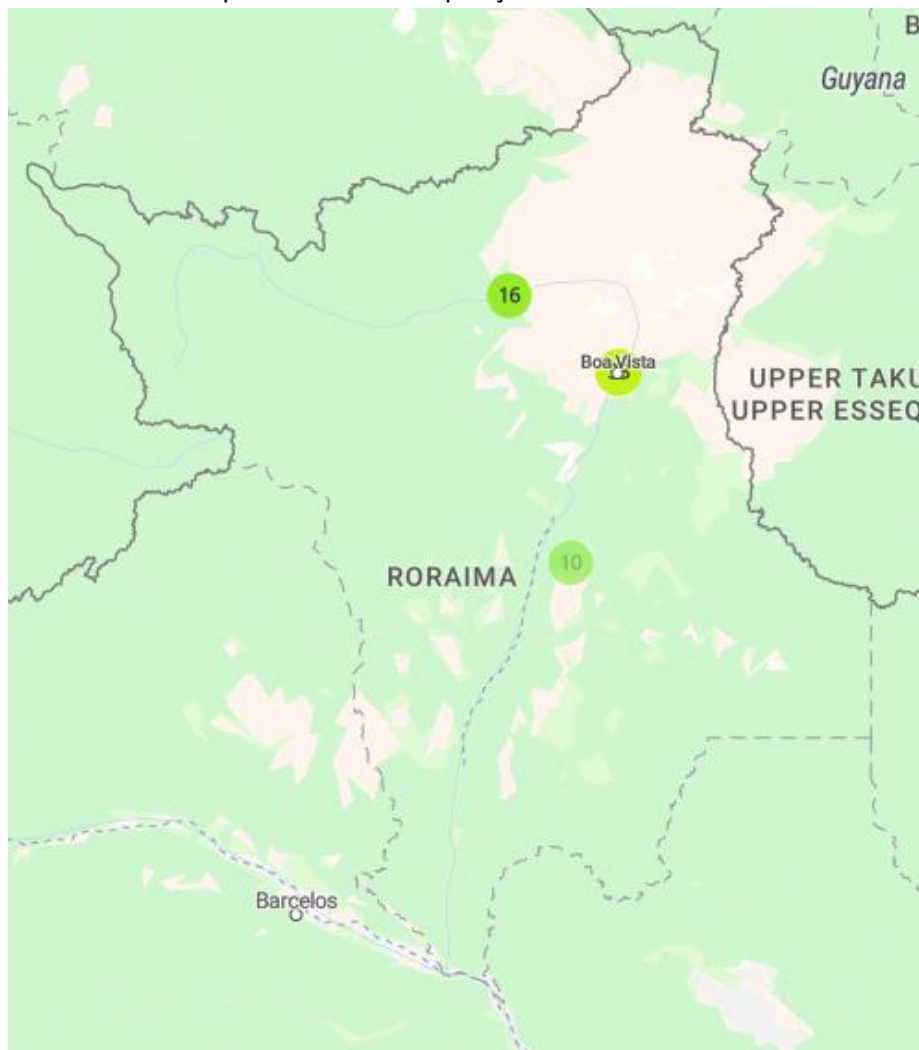 B
Guyana
16
Boa Vista
UPPER TAKU
UPPER ESSEQ
10
RORAIMA
Barcelos